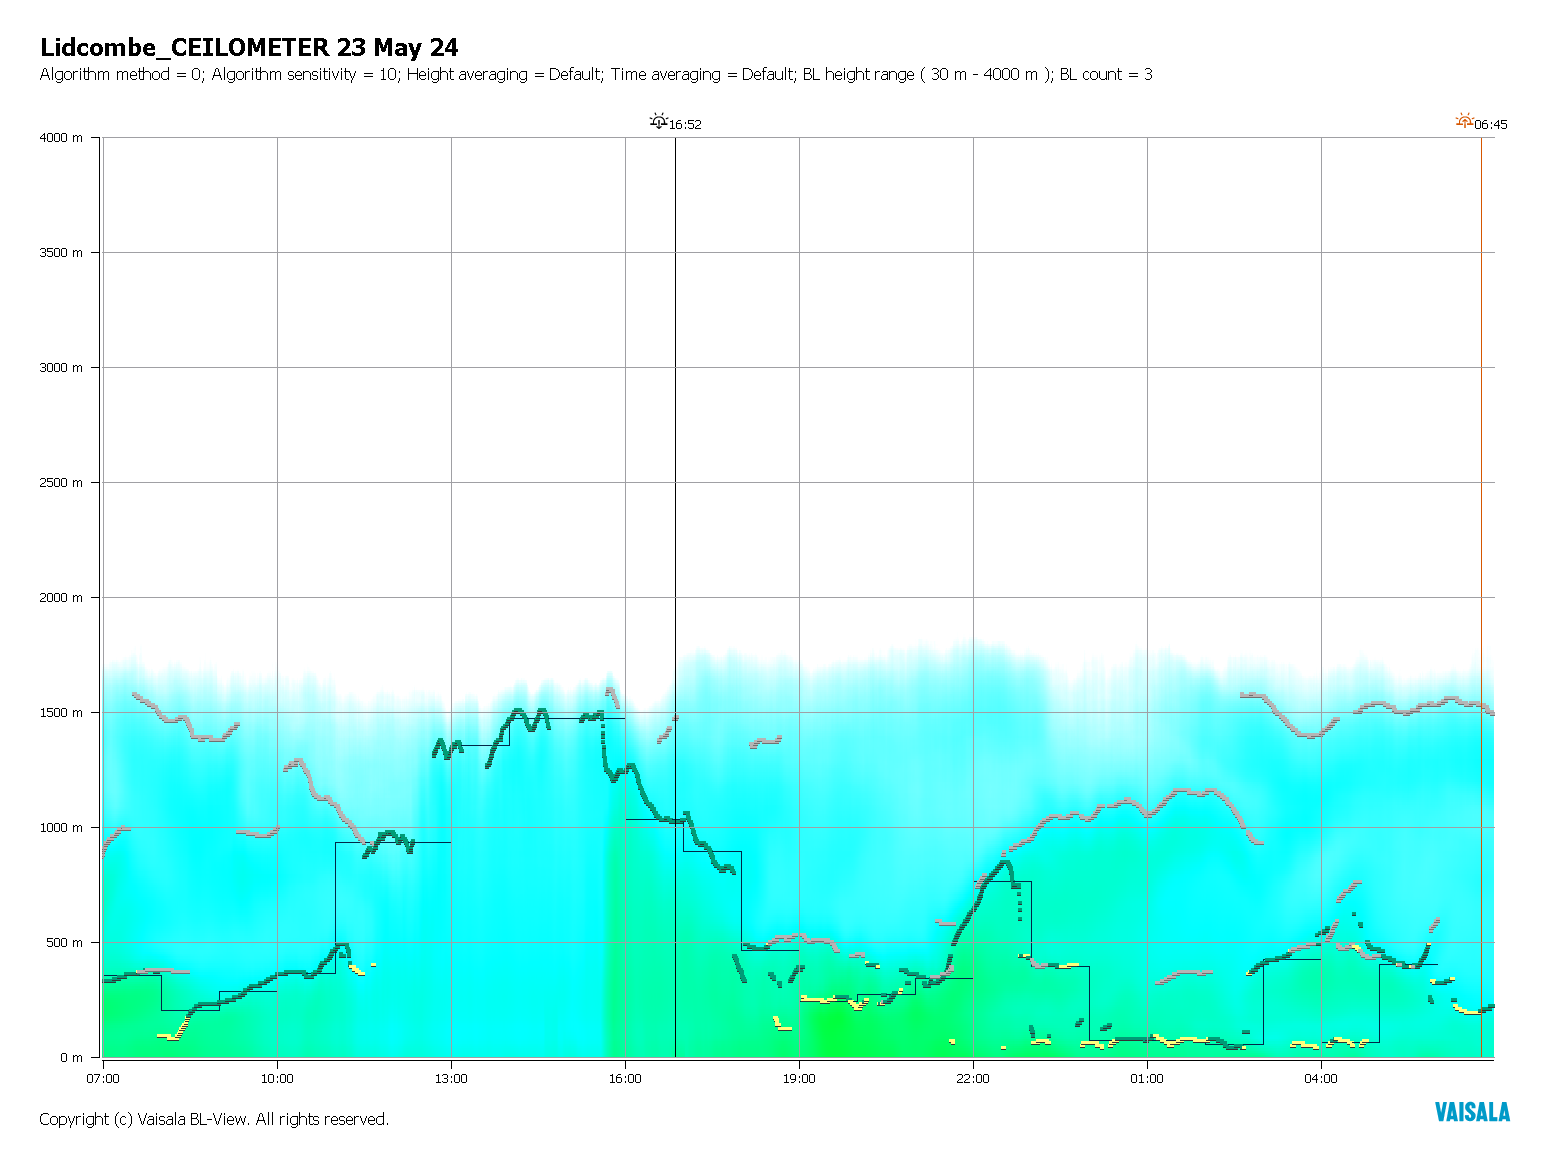 Lidcombe_CEILOMETER 23 May 24
Algorithm method = 0; Algorithm sensitivity = 10; Height averaging = Default; Time averaging = Default; BL height range ( 30 m - 4000 m ); BL count = 3
16:52
06:45
4000 m
3500 m
3000 m
2500 m
2000 m
1500 m
1000 m
500 m
0 m
07:00
10:00
13:00
16:00
19:00
22:00
01:00
04:00
Copyright (c) Vaisala BL-View. All rights reserved.
VAISALA